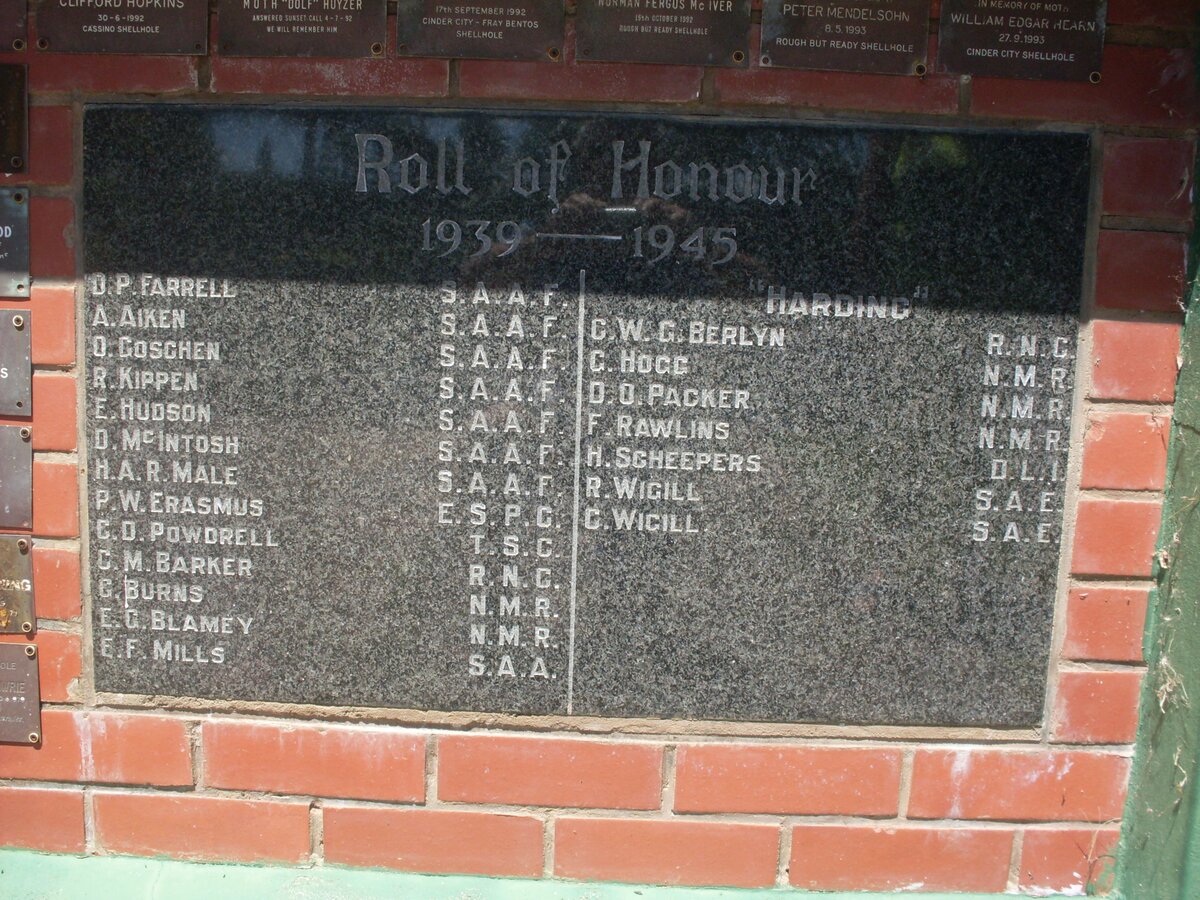 CLIFFORD HOPKINS
30-6-1992
CASSINO SHELLHOLE
MOTH "DOLF" HUYZER
ANSWERED SUNSET CALL 4-7-92
WE WILL REMEMBER HIM
17TH SEPTEMBER 1992
CINDER CITY - FRAY BENTOS
SHELLHOLE
NORMAN FERGUS Mc IVER
19TH OCTOBER 1992
ROUGH BUT READY SHELLHOLE
PETER MENDELSOHN
8.5.1993
ROUGH BUT READY SHELLHOLE
IN MEMORY OF MOTH
WILLIAM EDGAR HEARN
27.9.1993
CINDER CITY SHELLHOLE
Roll of Honour
1939 — 1945
D.P. FARRELL S.A.A.F.
A. AIKEN S.A.A.F.
O. GOSCHEN S.A.A.F.
R. KIPPEN S.A.A.F.
E. HUDSON S.A.A.F.
D. McINTOSH S.A.A.F.
H.A.R. MALE S.A.A.F.
P.W. ERASMUS E.S.P.C.
C.D. POWDRELL T.S.C.
C.M. BARKER R.N.C.
G. BURNS N.M.R.
E.G. BLAMEY N.M.R.
E.F. MILLS S.A.A.
"HARDING"
C.W.G. BERLYN R.N.C.
G. HOGG N.M.R.
D.O. PACKER N.M.R.
F. RAWLINS N.M.R.
H. SCHEEPERS D.L.I.
R. WIGILL S.A.E.
C. WIGILL S.A.E.